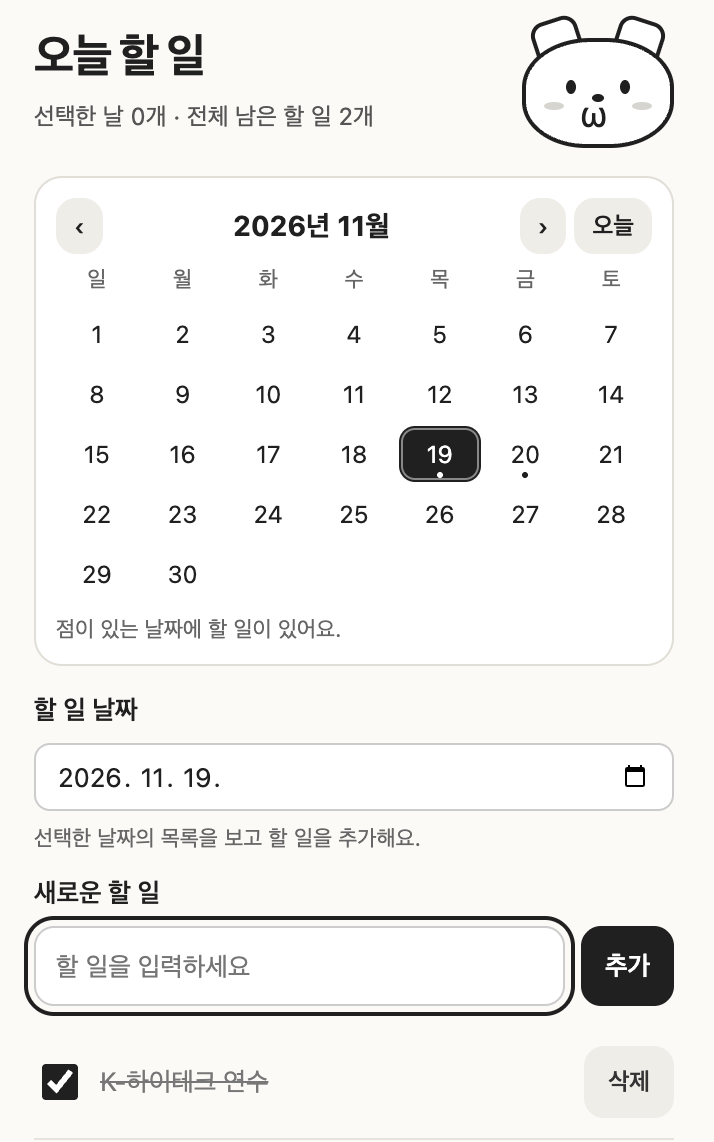 오늘 할 일
선택한 날 0개 · 전체 남은 할 일 2개
ω
‹ 2026년 11월 › 오늘
일 월 화 수 목 금 토
1 2 3 4 5 6 7
8 9 10 11 12 13 14
15 16 17 18 19 20 21
22 23 24 25 26 27 28
29 30
점이 있는 날짜에 할 일이 있어요.
할 일 날짜
2026. 11. 19.
선택한 날짜의 목록을 보고 할 일을 추가해요.
새로운 할 일
할 일을 입력하세요 추가
K-하이테크 연수 삭제